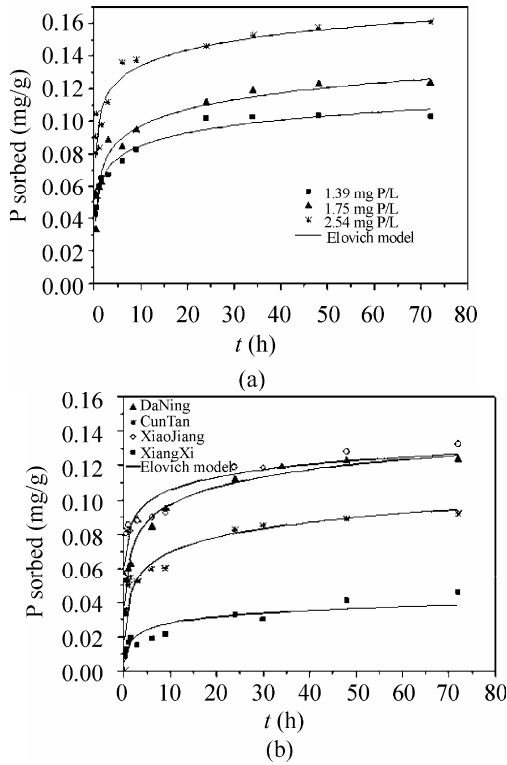 0.16
0.14
0.12
0.10
0.08
0.06
0.04
0.02
0.00
P sorbed (mg/g)
1.39 mg P/L
1.75 mg P/L
2.54 mg P/L
Elovich model
0 10 20 30 40 50 60 70 80
t (h)
(a)
0.16
0.14
0.12
0.10
0.08
0.06
0.04
0.02
0.00
P sorbed (mg/g)
DaNing
CunTan
XiaoJiang
XiangXi
Elovich model
0 10 20 30 40 50 60 70 80
t (h)
(b)